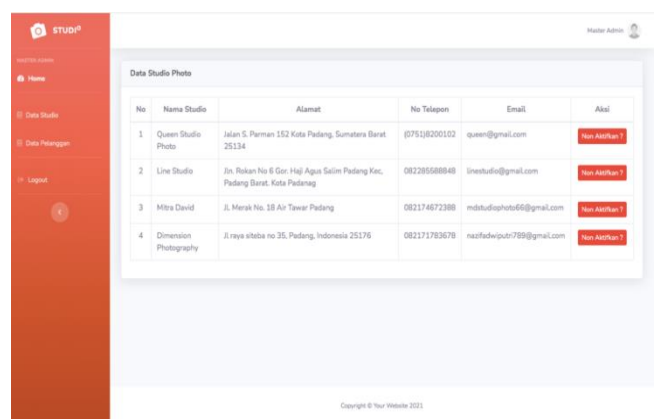 STUDIO
Master Admin
MASTER ADMIN
Home
Data Studio
Data Pelanggan
Logout
Data Studio Photo
No Nama Studio Alamat No Telepon Email Aksi
1 Queen Studio Jalan S. Parman 152 Kota Padang, Sumatera Barat (0751)8200102 queen@gmail.com Non Aktifkan ?
Photo 25134
2 Line Studio Jln. Rokan No 6 Gor. Haji Agus Salim Padang Kec, 082285588848 linestudio@gmail.com Non Aktifkan ?
Padang Barat. Kota Padanag
3 Mitra David Jl. Merak No. 18 Air Tawar Padang 082174672388 mdstudiophoto66@gmail.com Non Aktifkan ?
4 Dimension Jl raya siteba no 35, Padang, Indonesia 25176 082171783678 nazifadwiputri789@gmail.com Non Aktifkan ?
Photography
Copyright © Your Website 2021